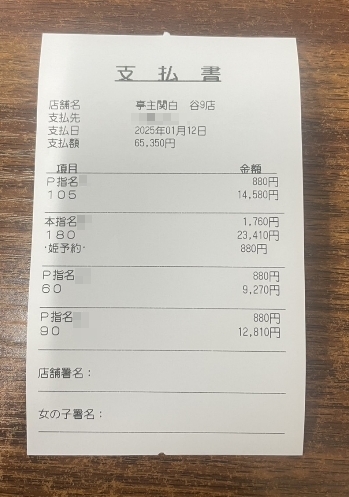 支払書
店舗名 亭主関白 谷9店
支払先
支払日 2025年01月12日
支払額 65,350円
項目 金額
P指名 880円
105 14,580円
本指名 1,760円
180 23,410円
・姫予約・ 880円
P指名 880円
60 9,270円
P指名 880円
90 12,810円
店舗署名：
女の子署名：